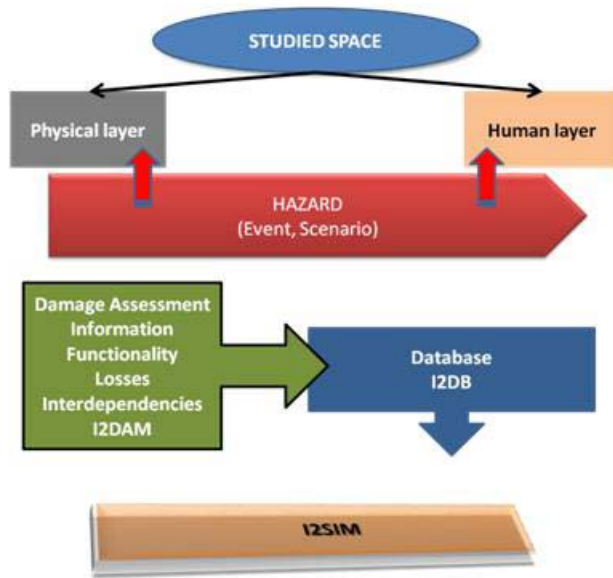 STUDIED SPACE
Physical layer
Human layer
HAZARD
(Event, Scenario)
Damage Assessment
Information
Functionality
Losses
Interdependencies
I2DAM
Database
I2DB
I2SIM